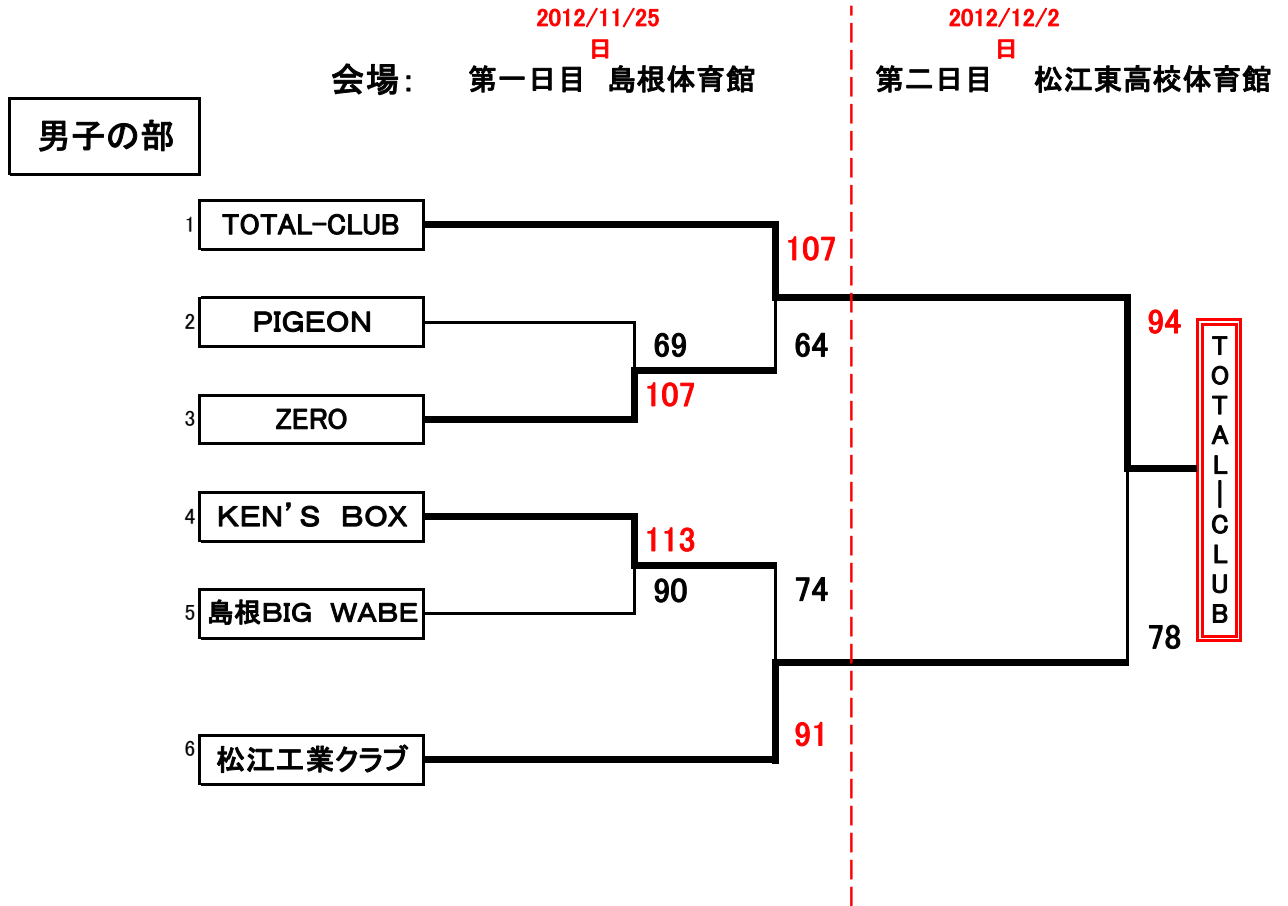 2012/11/25 2012/12/2
日 日
会場： 第一日目 島根体育館 第二日目 松江東高校体育館
男子の部
1 TOTAL-CLUB
107
2 PIGEON
94
69 64
TOTAL-CLUB
107
3 ZERO
4 KEN'S BOX
113
90 74
5 島根BIG WABE
78
91
6 松江工業クラブ